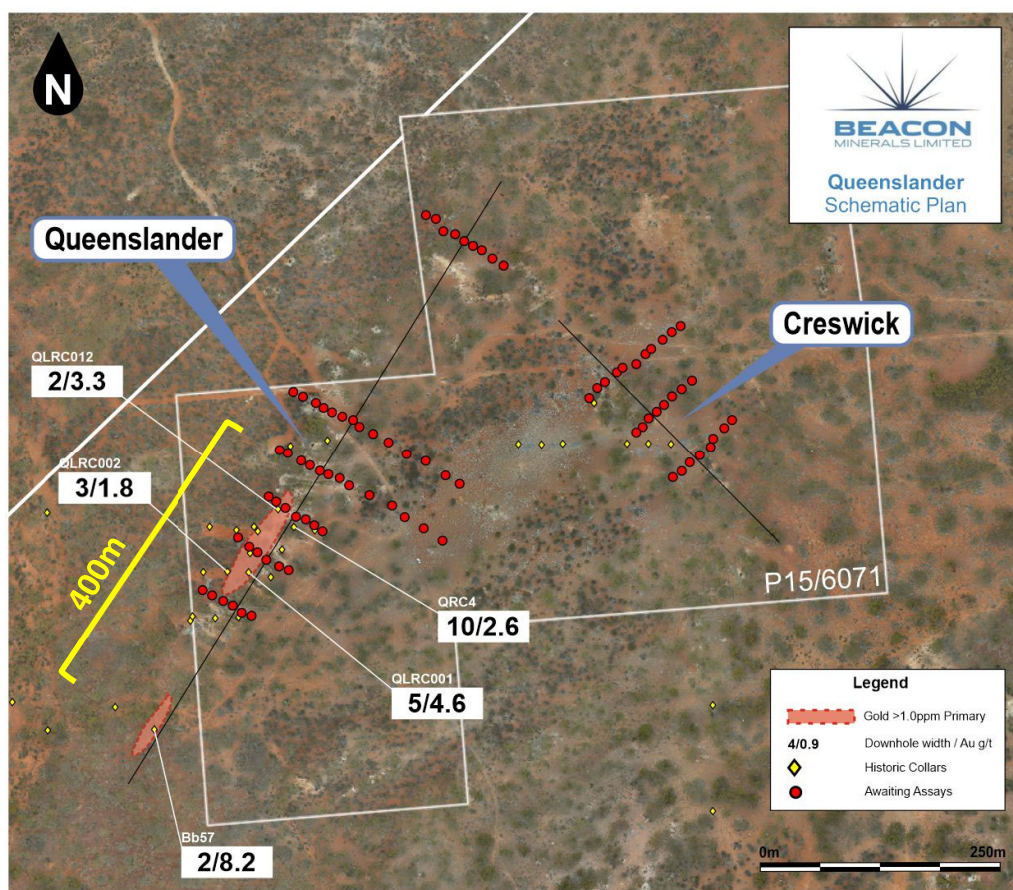 N
BEACON
MINERALS LIMITED
Queenslander
Schematic Plan
Queenslander
Creswick
QLRC012
2/3.3
QLRC002
3/1.8
400m
P15/6071
QRC4
10/2.6
QLRC001
5/4.6
Bb57
2/8.2
Legend
Gold >1.0ppm Primary
4/0.9 Downhole width / Au g/t
Historic Collars
Awaiting Assays
0m 250m